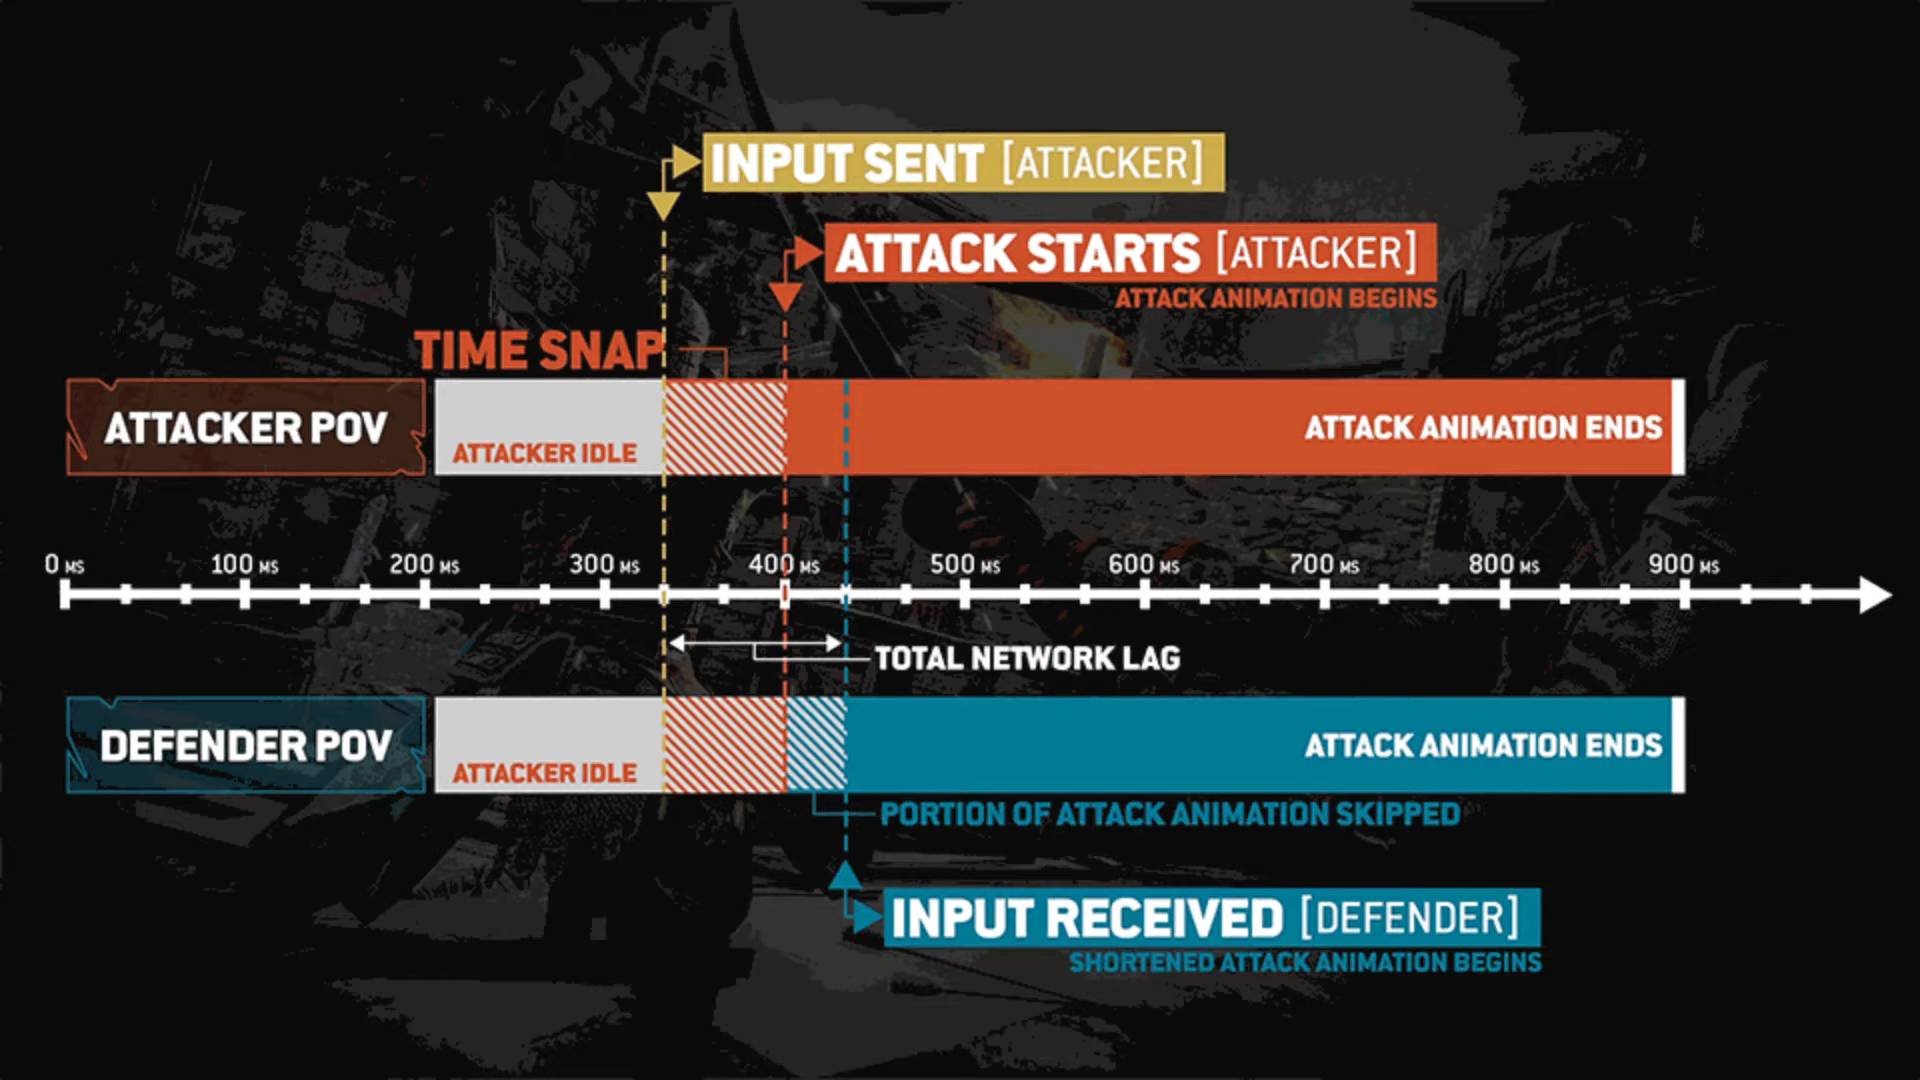 INPUT SENT [ATTACKER]
ATTACK STARTS [ATTACKER]
ATTACK ANIMATION BEGINS
TIME SNAP
ATTACKER POV
ATTACKER IDLE
ATTACK ANIMATION ENDS
0 MS 100 MS 200 MS 300 MS 400 MS 500 MS 600 MS 700 MS 800 MS 900 MS
TOTAL NETWORK LAG
DEFENDER POV
ATTACKER IDLE
ATTACK ANIMATION ENDS
PORTION OF ATTACK ANIMATION SKIPPED
INPUT RECEIVED [DEFENDER]
SHORTENED ATTACK ANIMATION BEGINS